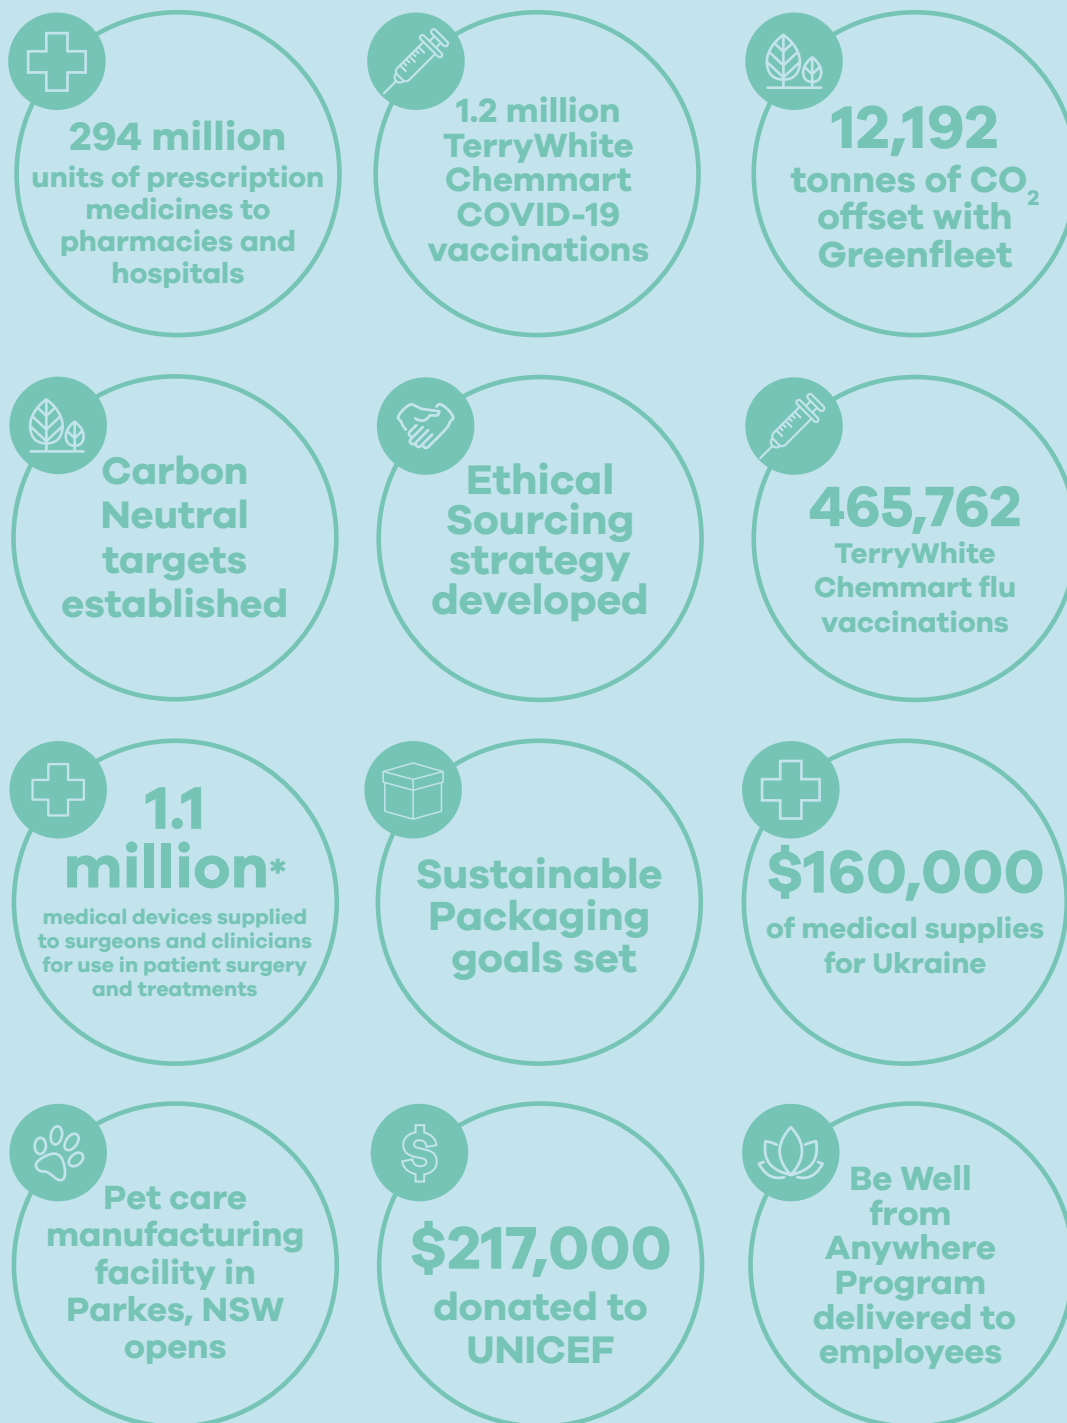 294 million
units of prescription
medicines to
pharmacies and
hospitals
1.2 million
TerryWhite
Chemmart
COVID-19
vaccinations
12,192
tonnes of CO2
offset with
Greenfleet
Carbon
Neutral
targets
established
Ethical
Sourcing
strategy
developed
465,762
TerryWhite
Chemmart flu
vaccinations
1.1
million*
medical devices supplied
to surgeons and clinicians
for use in patient surgery
and treatments
Sustainable
Packaging
goals set
$160,000
of medical supplies
for Ukraine
Pet care
manufacturing
facility in
Parkes, NSW
opens
$
$217,000
donated to
UNICEF
Be Well
from
Anywhere
Program
delivered to
employees